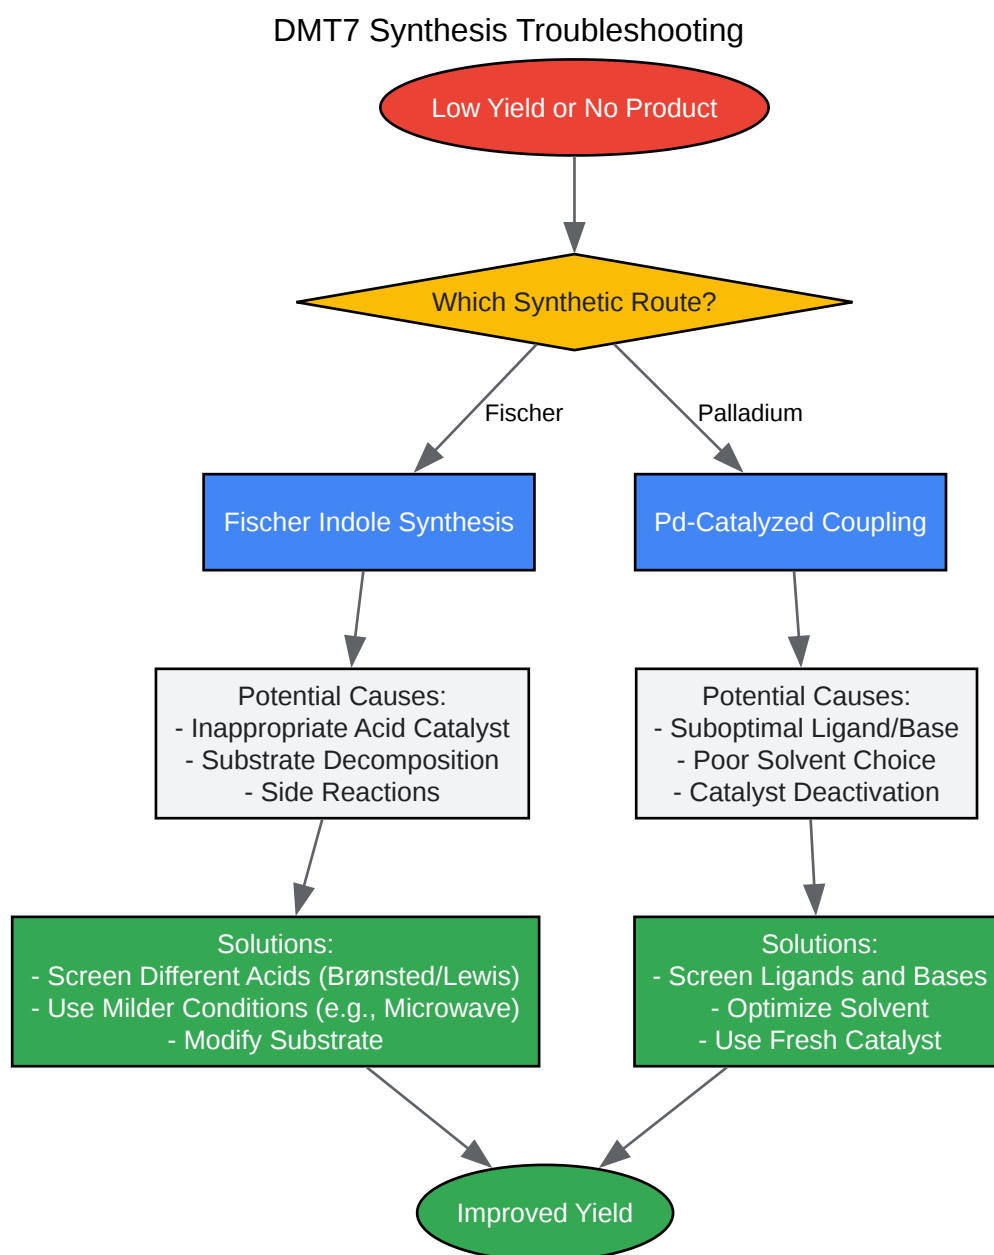 DMT7 Synthesis Troubleshooting
Low Yield or No Product
Which Synthetic Route?
Fischer
Palladium
Fischer Indole Synthesis
Pd-Catalyzed Coupling
Potential Causes:
- Inappropriate Acid Catalyst
- Substrate Decomposition
- Side Reactions
Potential Causes:
- Suboptimal Ligand/Base
- Poor Solvent Choice
- Catalyst Deactivation
Solutions:
- Screen Different Acids (Brønsted/Lewis)
- Use Milder Conditions (e.g., Microwave)
- Modify Substrate
Solutions:
- Screen Ligands and Bases
- Optimize Solvent
- Use Fresh Catalyst
Improved Yield